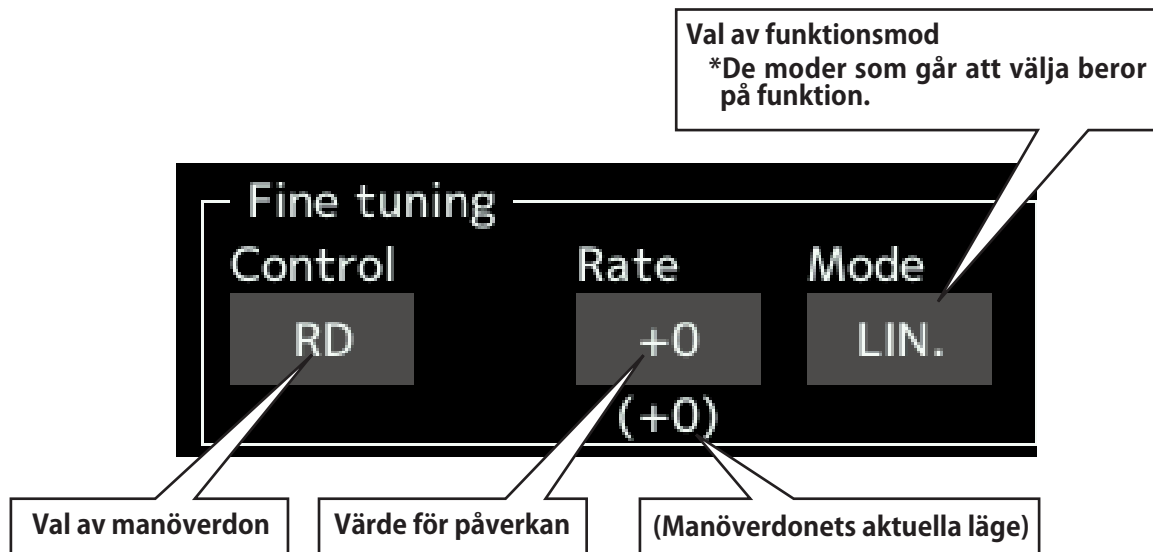 Val av funktionsmod
*De moder som går att välja beror
på funktion.
Fine tuning
Control Rate Mode
RD +0 LIN.
(+0)
Val av manöverdon Värde för påverkan (Manöverdonets aktuella läge)